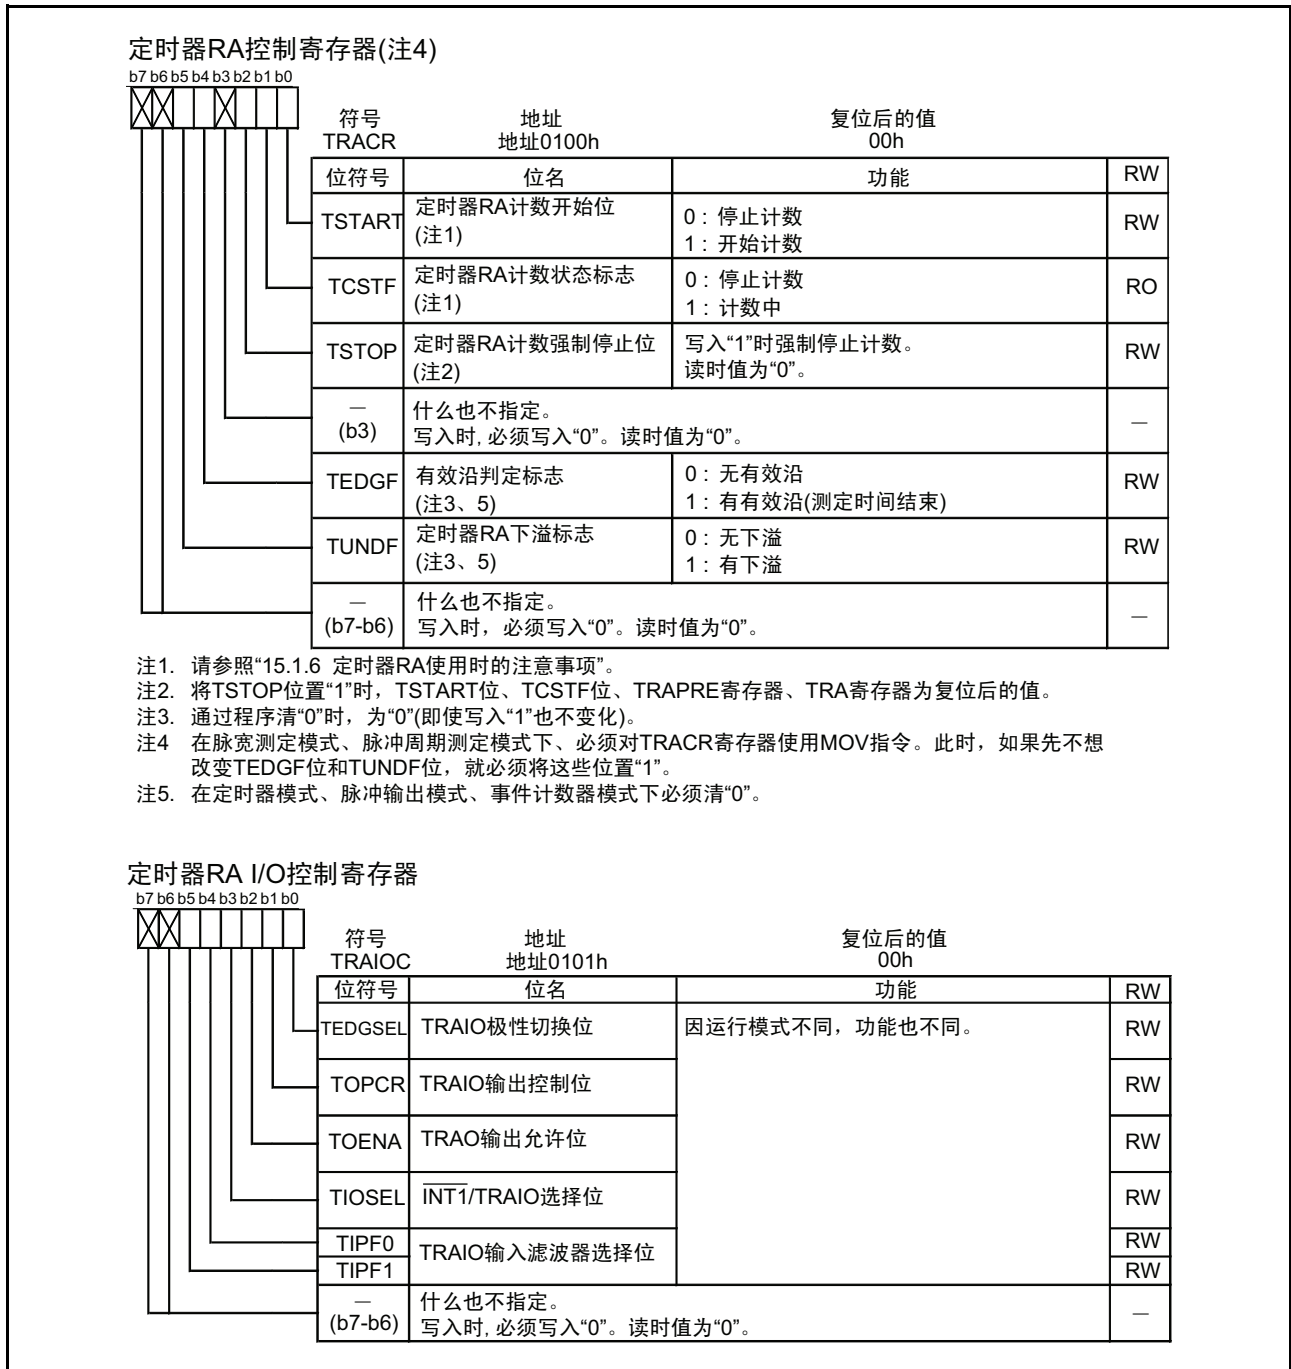 定时器RA控制寄存器(注4)
b7 b6 b5 b4 b3 b2 b1 b0
符号 地址 复位后的值
TRACR 地址0100h 00h
位符号 位名 功能 RW
TSTART 定时器RA计数开始位 0 : 停止计数 RW
(注1) 1 : 开始计数
TCSTF 定时器RA计数状态标志 0 : 停止计数 RO
(注1) 1 : 计数中
TSTOP 定时器RA计数强制停止位 写入“1”时强制停止计数。 RW
(注2) 读时值为“0”。
— 什么也不指定。 —
(b3) 写入时, 必须写入“0”。读时值为“0”。
TEDGF 有效沿判定标志 0 : 无有效沿 RW
(注3、5) 1 : 有有效沿(测定时间结束)
TUNDF 定时器RA下溢标志 0 : 无下溢 RW
(注3、5) 1 : 有下溢
— 什么也不指定。 —
(b7-b6) 写入时，必须写入“0”。读时值为“0”。
注1. 请参照“15.1.6 定时器RA使用时的注意事项”。
注2. 将TSTOP位置“1”时，TSTART位、TCSTF位、TRAPRE寄存器、TRA寄存器为复位后的值。
注3. 通过程序清“0”时，为“0”(即使写入“1”也不变化)。
注4 在脉宽测定模式、脉冲周期测定模式下、必须对TRACR寄存器使用MOV指令。此时，如果先不想
改变TEDGF位和TUNDF位，就必须将这些位置“1”。
注5. 在定时器模式、脉冲输出模式、事件计数器模式下必须清“0”。
定时器RA I/O控制寄存器
b7 b6 b5 b4 b3 b2 b1 b0
符号 地址 复位后的值
TRAIOC 地址0101h 00h
位符号 位名 功能 RW
TEDGSEL TRAIO极性切换位 因运行模式不同，功能也不同。 RW
TOPCR TRAIO输出控制位 RW
TOENA TRAO输出允许位 RW
TIOSEL INT1/TRAIO选择位 RW
TIPF0 TRAIO输入滤波器选择位 RW
TIPF1 RW
— 什么也不指定。 —
(b7-b6) 写入时, 必须写入“0”。读时值为“0”。